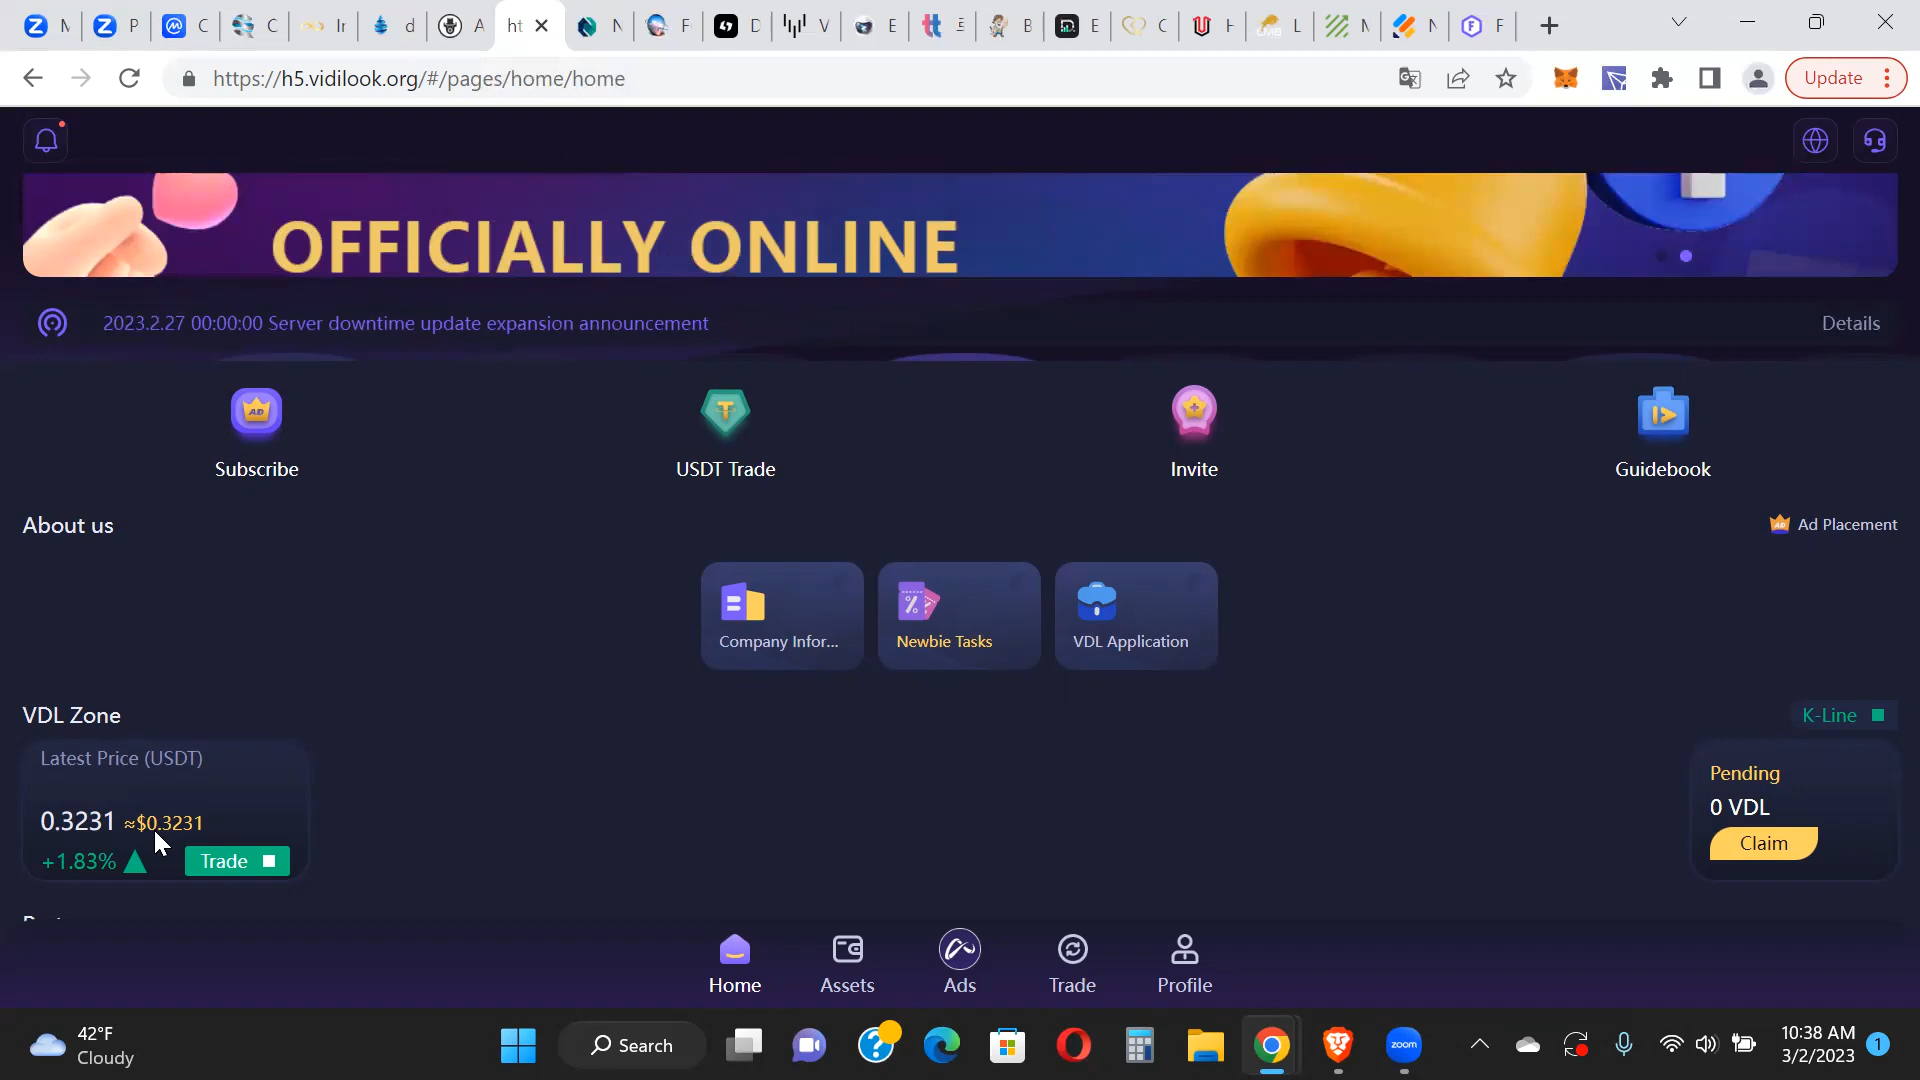 https://h5.vidilook.org/#/pages/home/home
Update
OFFICIALLY ONLINE
2023.2.27 00:00:00 Server downtime update expansion announcement
Details
Subscribe
USDT Trade
Invite
Guidebook
About us
Ad Placement
Company Infor...
Newbie Tasks
VDL Application
VDL Zone
K-Line
Latest Price (USDT)
0.3231 ≈$0.3231
+1.83%
Trade
Pending
0 VDL
Claim
Home
Assets
Ads
Trade
Profile
42°F
Cloudy
Search
zoom
10:38 AM
3/2/2023
1